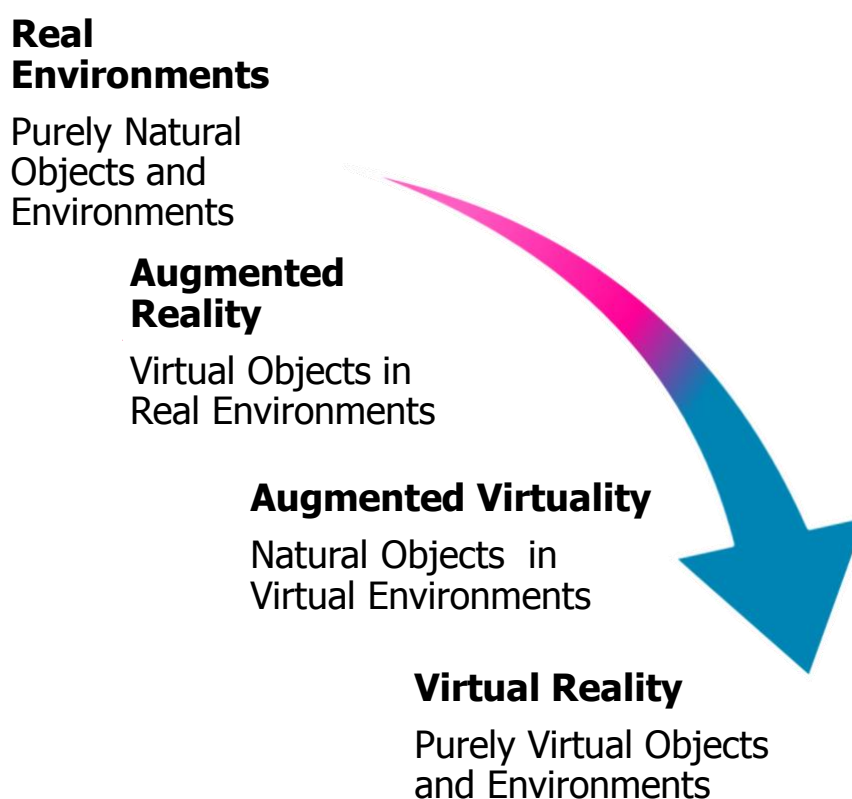 Real
Environments
Purely Natural
Objects and
Environments
Augmented
Reality
Virtual Objects in
Real Environments
Augmented Virtuality
Natural Objects  in
Virtual Environments
Virtual Reality
Purely Virtual Objects
and Environments